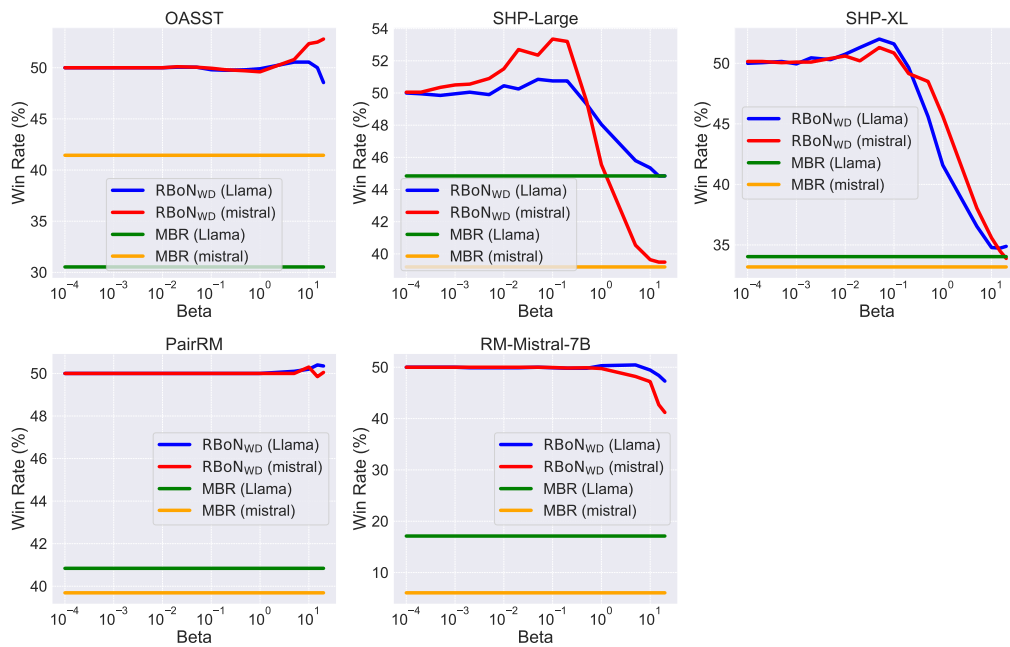 OASST
Win Rate (%)
50
45
40
35
30
RBoN_WD (Llama)
RBoN_WD (mistral)
MBR (Llama)
MBR (mistral)
10^−4 10^−3 10^−2 10^−1 10^0 10^1
Beta
SHP-Large
Win Rate (%)
54
52
50
48
46
44
42
40
RBoN_WD (Llama)
RBoN_WD (mistral)
MBR (Llama)
MBR (mistral)
10^−4 10^−3 10^−2 10^−1 10^0 10^1
Beta
SHP-XL
Win Rate (%)
50
45
40
35
RBoN_WD (Llama)
RBoN_WD (mistral)
MBR (Llama)
MBR (mistral)
10^−4 10^−3 10^−2 10^−1 10^0 10^1
Beta
PairRM
Win Rate (%)
50
48
46
44
42
40
RBoN_WD (Llama)
RBoN_WD (mistral)
MBR (Llama)
MBR (mistral)
10^−4 10^−3 10^−2 10^−1 10^0 10^1
Beta
RM-Mistral-7B
Win Rate (%)
50
40
30
20
10
RBoN_WD (Llama)
RBoN_WD (mistral)
MBR (Llama)
MBR (mistral)
10^−4 10^−3 10^−2 10^−1 10^0 10^1
Beta